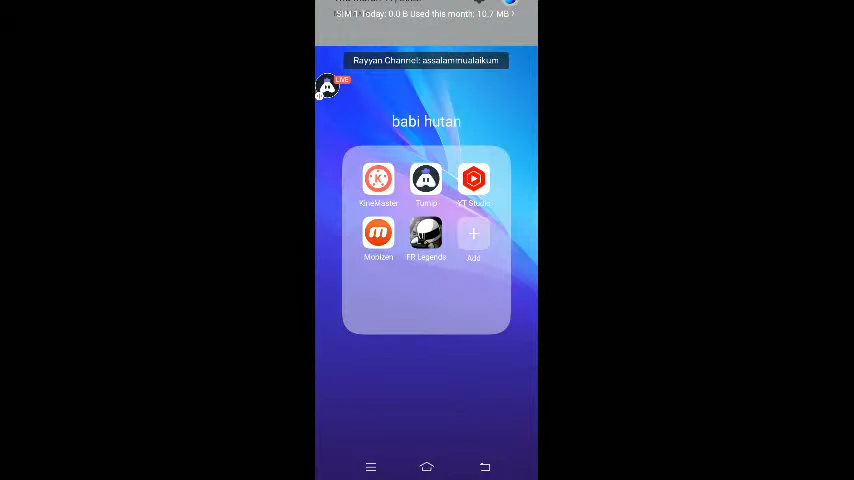 SIM 1 Today: 0.0 B Used this month: 10.7 MB
Rayyan Channel: assalammualaikum
LIVE
babi hutan
KineMaster
Turnip
YT Studio
Mobizen
FR Legends
Add